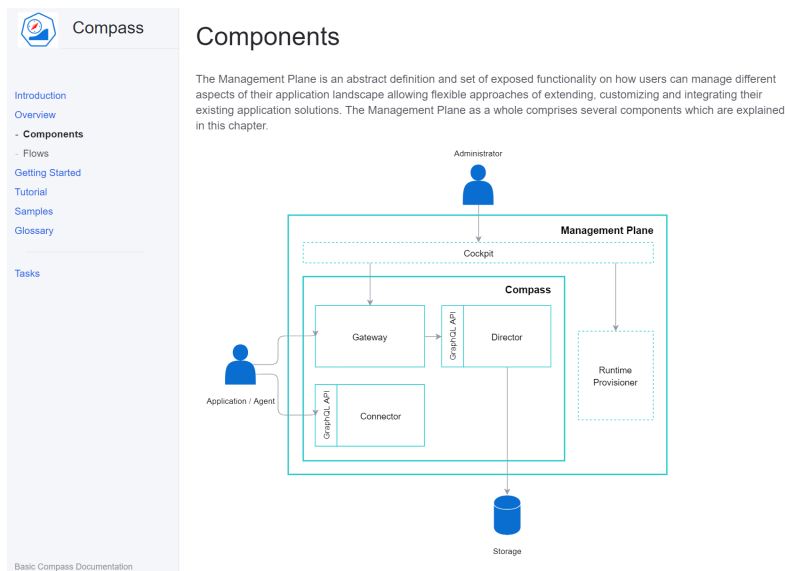 Compass
Introduction
Overview
- Components
- Flows
Getting Started
Tutorial
Samples
Glossary
Tasks
Basic Compass Documentation
Components
The Management Plane is an abstract definition and set of exposed functionality on how users can manage different
aspects of their application landscape allowing flexible approaches of extending, customizing and integrating their
existing application solutions. The Management Plane as a whole comprises several components which are explained
in this chapter.
Administrator
Management Plane
Cockpit
Compass
Gateway
GraphQL API
Director
Runtime
Provisioner
Application / Agent
GraphQL API
Connector
Storage